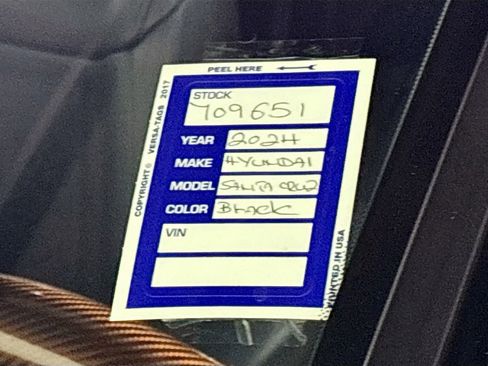 PEEL HERE
STOCK
709651
YEAR 2024
MAKE HYUNDAI
MODEL SANTA CRUZ
COLOR Black
VIN
COPYRIGHT© VERSA-TAGS 2017
PRINTED IN USA